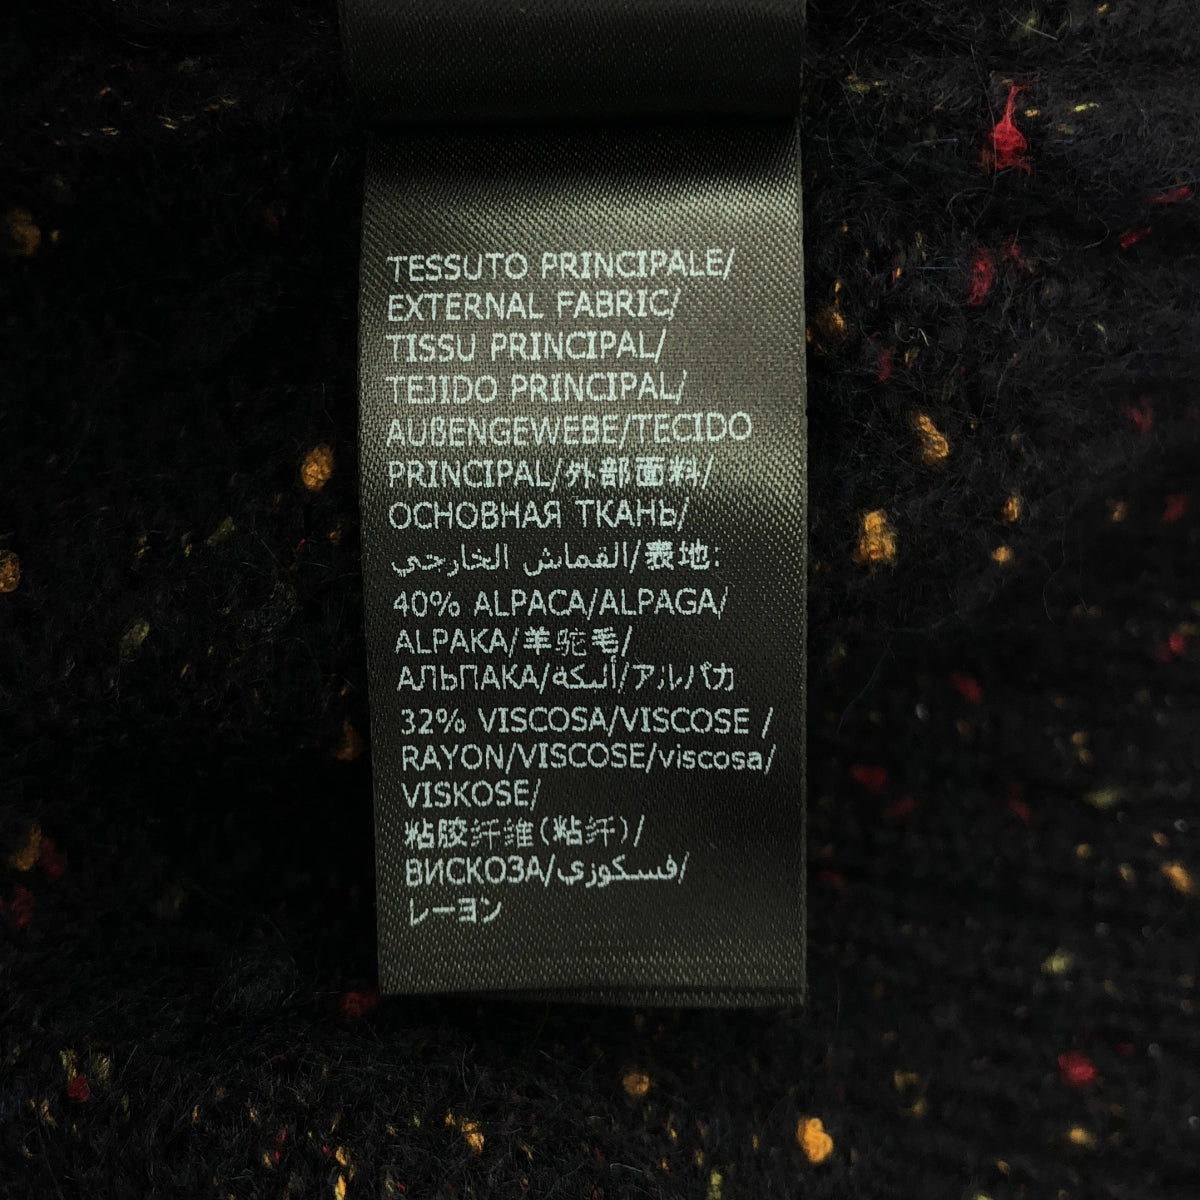 TESSUTO PRINCIPALE/
EXTERNAL FABRIC/
TISSU PRINCIPAL/
TEJIDO PRINCIPAL/
AUßENGEWEBE/TECIDO
PRINCIPAL/外部面料/
ОСНОВНАЯ ТКАНЬ/
القماش الخارجي/表地:
40% ALPACA/ALPAGA/
ALPAKA/羊驼毛/
АЛЬПАКА/ألبكة/アルパカ
32% VISCOSA/VISCOSE /
RAYON/VISCOSE/viscosa/
VISKOSE/
粘胶纤维(粘纤)/
ВИСКОЗА/فسكوزي/
レーヨン